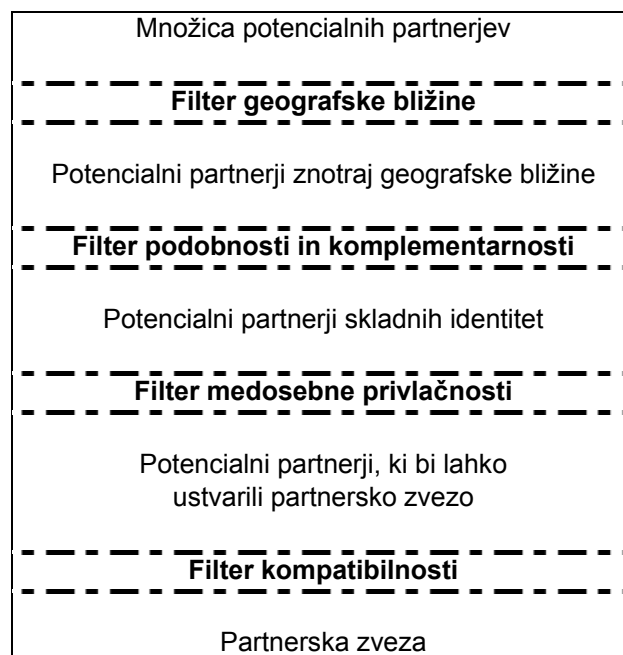 Množica potencialnih partnerjev
Filter geografske bližine
Potencialni partnerji znotraj geografske bližine
Filter podobnosti in komplementarnosti
Potencialni partnerji skladnih identitet
Filter medosebne privlačnosti
Potencialni partnerji, ki bi lahko
ustvarili partnersko zvezo
Filter kompatibilnosti
Partnerska zveza